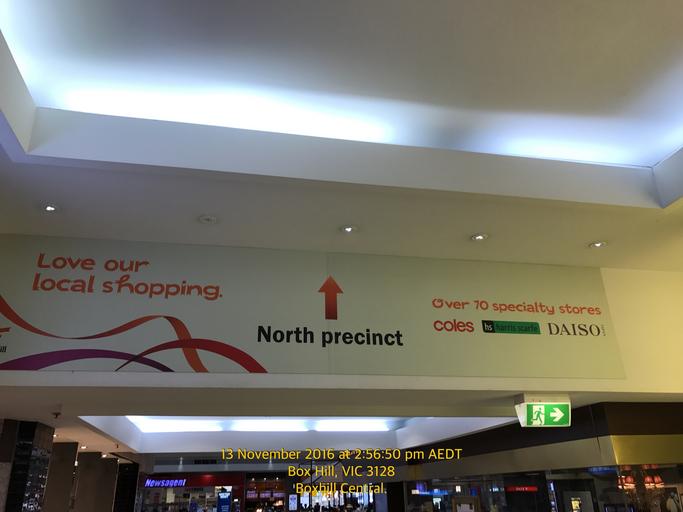 Love our
local shopping.
North precinct
Over 70 specialty stores
coles hs harris scarfe DAISO
Newsagent
13 November 2016 at 2:56:50 pm AEDT
Box Hill, VIC 3128
'Boxhill Central.